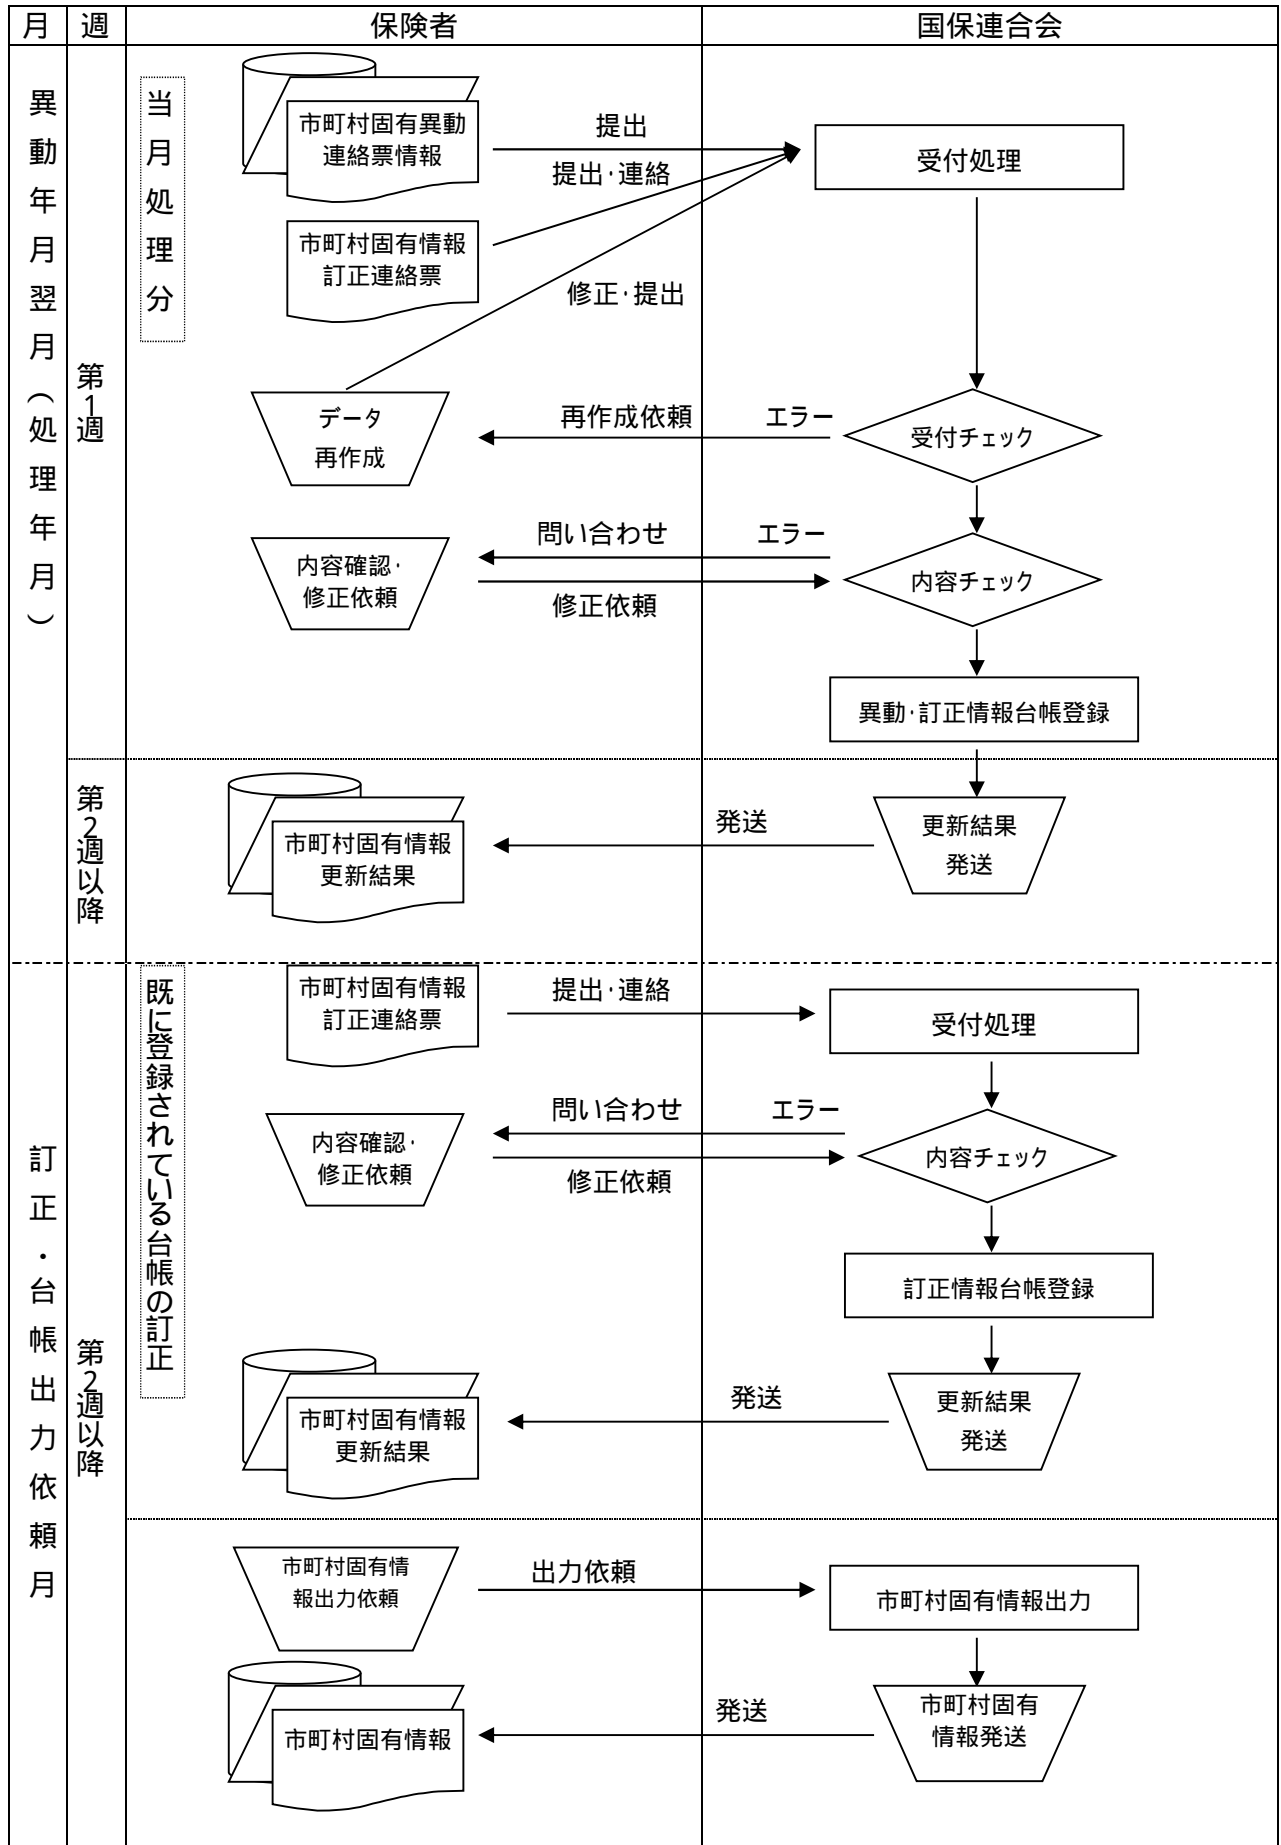 月
週
保険者
国保連合会
異動年月翌月（処理年月）
第1週
当月処理分
市町村固有異動
連絡票情報
提出
提出・連絡
受付処理
市町村固有情報
訂正連絡票
修正・提出
データ
再作成
再作成依頼
エラー
受付チェック
内容確認・
修正依頼
問い合わせ
エラー
修正依頼
内容チェック
異動・訂正情報台帳登録
第2週以降
市町村固有情報
更新結果
発送
更新結果
発送
訂正・台帳出力依頼月
第2週以降
既に登録されている台帳の訂正
市町村固有情報
訂正連絡票
提出・連絡
受付処理
内容確認・
修正依頼
問い合わせ
エラー
修正依頼
内容チェック
訂正情報台帳登録
市町村固有情報
更新結果
発送
更新結果
発送
市町村固有情
報出力依頼
出力依頼
市町村固有情報出力
市町村固有情報
発送
市町村固有
情報発送